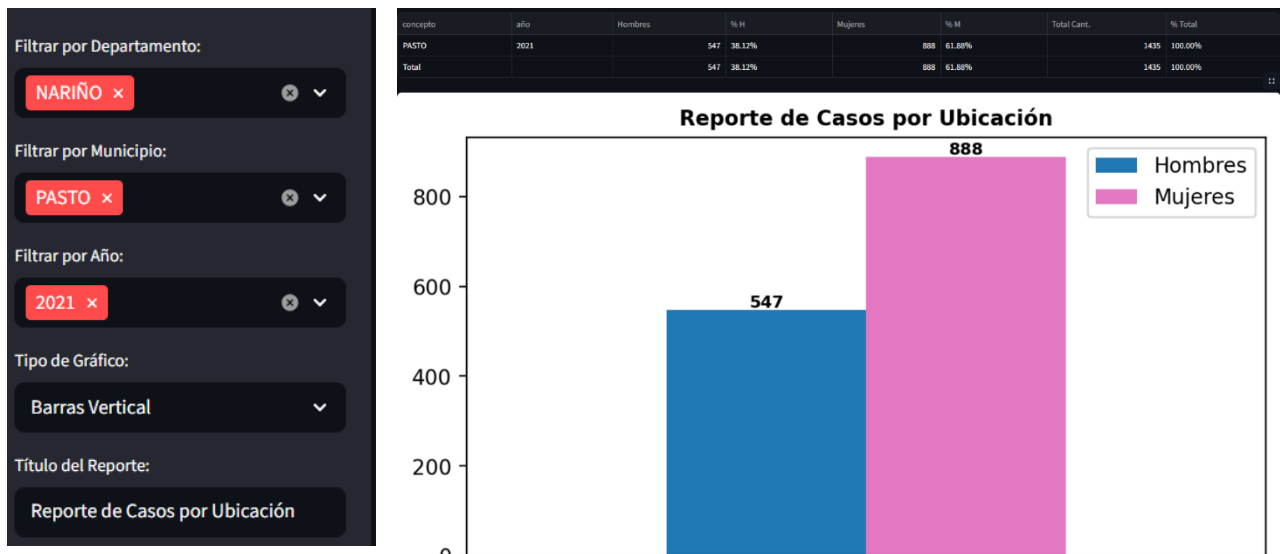 Filtrar por Departamento:
NARIÑO ×
Filtrar por Municipio:
PASTO ×
Filtrar por Año:
2021 ×
Tipo de Gráfico:
Barras Vertical
Título del Reporte:
Reporte de Casos por Ubicación
concepto año Hombres % H Mujeres % M Total Cant. % Total
PASTO 2021 547 38.12% 888 61.88% 1435 100.00%
Total 547 38.12% 888 61.88% 1435 100.00%
Reporte de Casos por Ubicación
888
Hombres
Mujeres
800
600
547
400
200
0